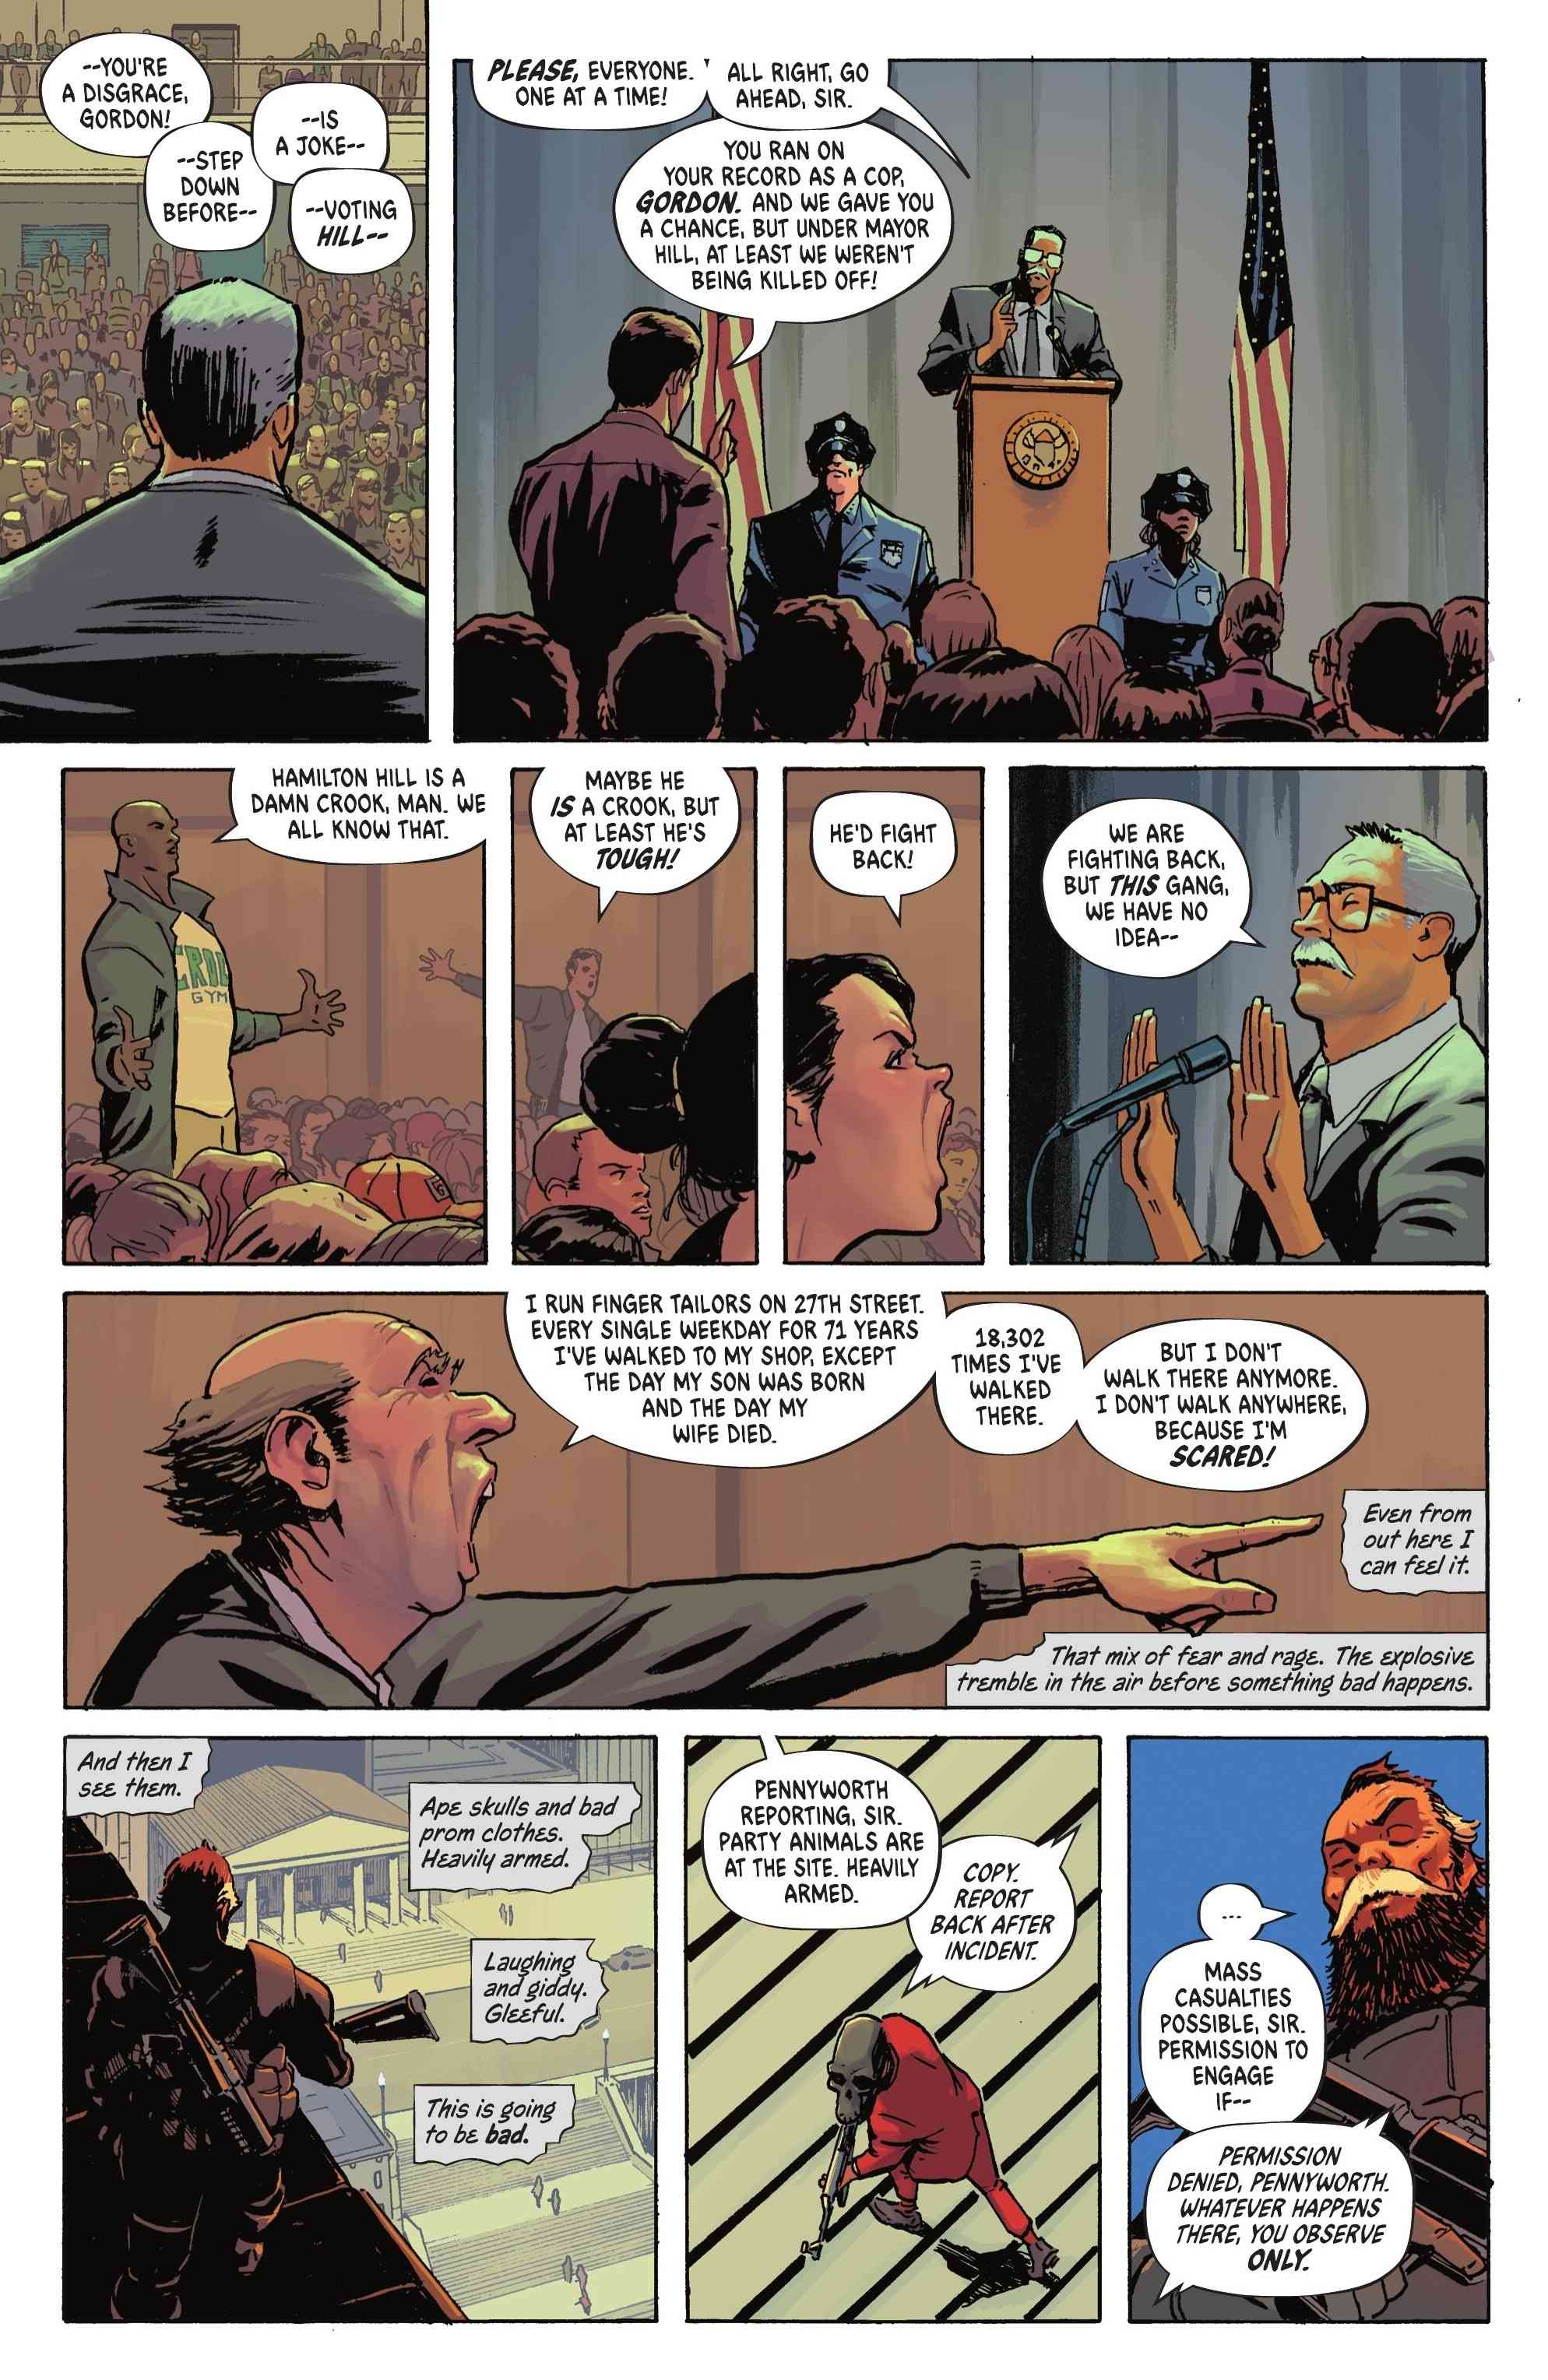 --YOU'RE
A DISGRACE,
GORDON!
--STEP
DOWN
BEFORE--
--IS
A JOKE--
--VOTING
HILL--
PLEASE, EVERYONE.
ONE AT A TIME!
ALL RIGHT, GO
AHEAD, SIR.
YOU RAN ON
YOUR RECORD AS A COP,
GORDON. AND WE GAVE YOU
A CHANCE, BUT UNDER MAYOR
HILL, AT LEAST WE WEREN'T
BEING KILLED OFF!
HAMILTON HILL IS A
DAMN CROOK, MAN. WE
ALL KNOW THAT.
GYM
MAYBE HE
IS A CROOK, BUT
AT LEAST HE'S
TOUGH!
HE'D FIGHT
BACK!
WE ARE
FIGHTING BACK,
BUT THIS GANG,
WE HAVE NO
IDEA--
I RUN FINGER TAILORS ON 27TH STREET.
EVERY SINGLE WEEKDAY FOR 71 YEARS
I'VE WALKED TO MY SHOP, EXCEPT
THE DAY MY SON WAS BORN
AND THE DAY MY
WIFE DIED.
18,302
TIMES I'VE
WALKED
THERE.
BUT I DON'T
WALK THERE ANYMORE.
I DON'T WALK ANYWHERE,
BECAUSE I'M
SCARED!
Even from
out here I
can feel it.
That mix of fear and rage. The explosive
tremble in the air before something bad happens.
And then I
see them.
Ape skulls and bad
prom clothes.
Heavily armed.
Laughing
and giddy.
Gleeful.
This is going
to be bad.
PENNYWORTH
REPORTING, SIR.
PARTY ANIMALS ARE
AT THE SITE. HEAVILY
ARMED.
COPY.
REPORT
BACK AFTER
INCIDENT.
...
MASS
CASUALTIES
POSSIBLE, SIR.
PERMISSION TO
ENGAGE
IF--
PERMISSION
DENIED, PENNYWORTH.
WHATEVER HAPPENS
THERE, YOU OBSERVE
ONLY.